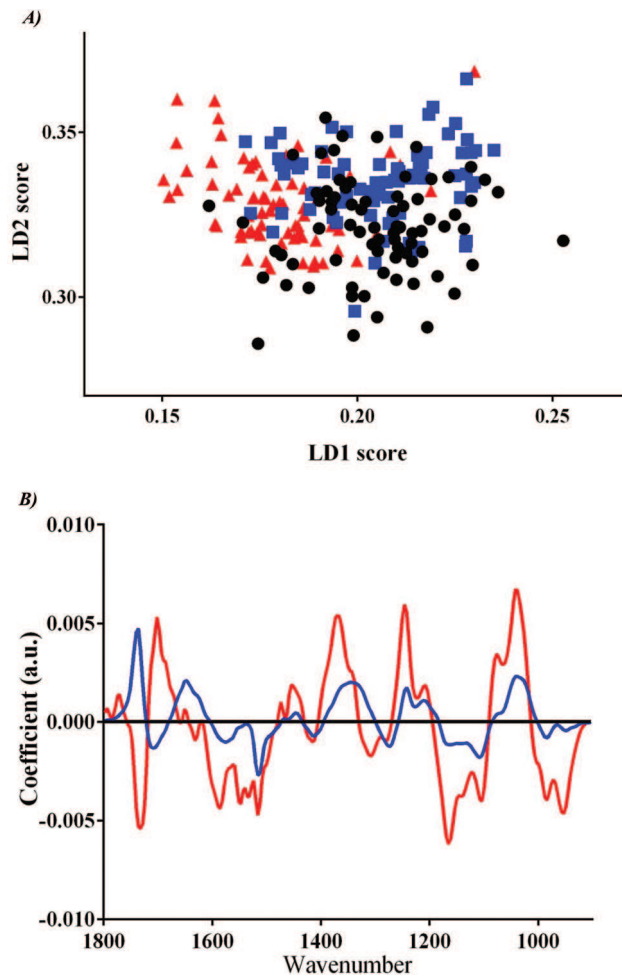 A)
0.35
0.30
LD2 score
0.15 0.20 0.25
LD1 score
B)
0.010
0.005
0.000
-0.005
-0.010
Coefficient (a.u.)
1800 1600 1400 1200 1000
Wavenumber